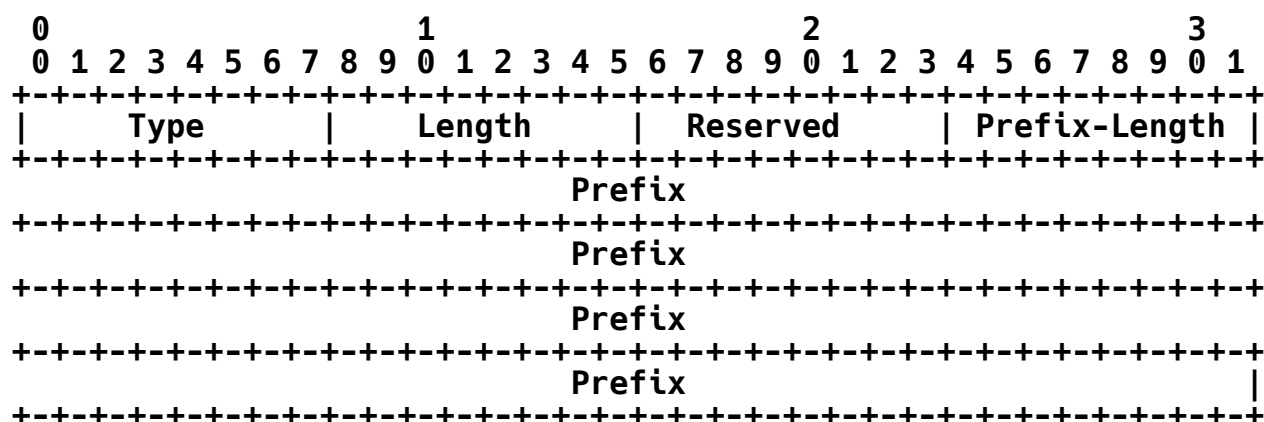 0                   1                   2                   3
 0 1 2 3 4 5 6 7 8 9 0 1 2 3 4 5 6 7 8 9 0 1 2 3 4 5 6 7 8 9 0 1
+-+-+-+-+-+-+-+-+-+-+-+-+-+-+-+-+-+-+-+-+-+-+-+-+-+-+-+-+-+-+-+-+
|     Type      |    Length     |  Reserved     | Prefix-Length |
+-+-+-+-+-+-+-+-+-+-+-+-+-+-+-+-+-+-+-+-+-+-+-+-+-+-+-+-+-+-+-+-+
                             Prefix
+-+-+-+-+-+-+-+-+-+-+-+-+-+-+-+-+-+-+-+-+-+-+-+-+-+-+-+-+-+-+-+-+
                             Prefix
+-+-+-+-+-+-+-+-+-+-+-+-+-+-+-+-+-+-+-+-+-+-+-+-+-+-+-+-+-+-+-+-+
                             Prefix
+-+-+-+-+-+-+-+-+-+-+-+-+-+-+-+-+-+-+-+-+-+-+-+-+-+-+-+-+-+-+-+-+
                             Prefix                             |
+-+-+-+-+-+-+-+-+-+-+-+-+-+-+-+-+-+-+-+-+-+-+-+-+-+-+-+-+-+-+-+-+